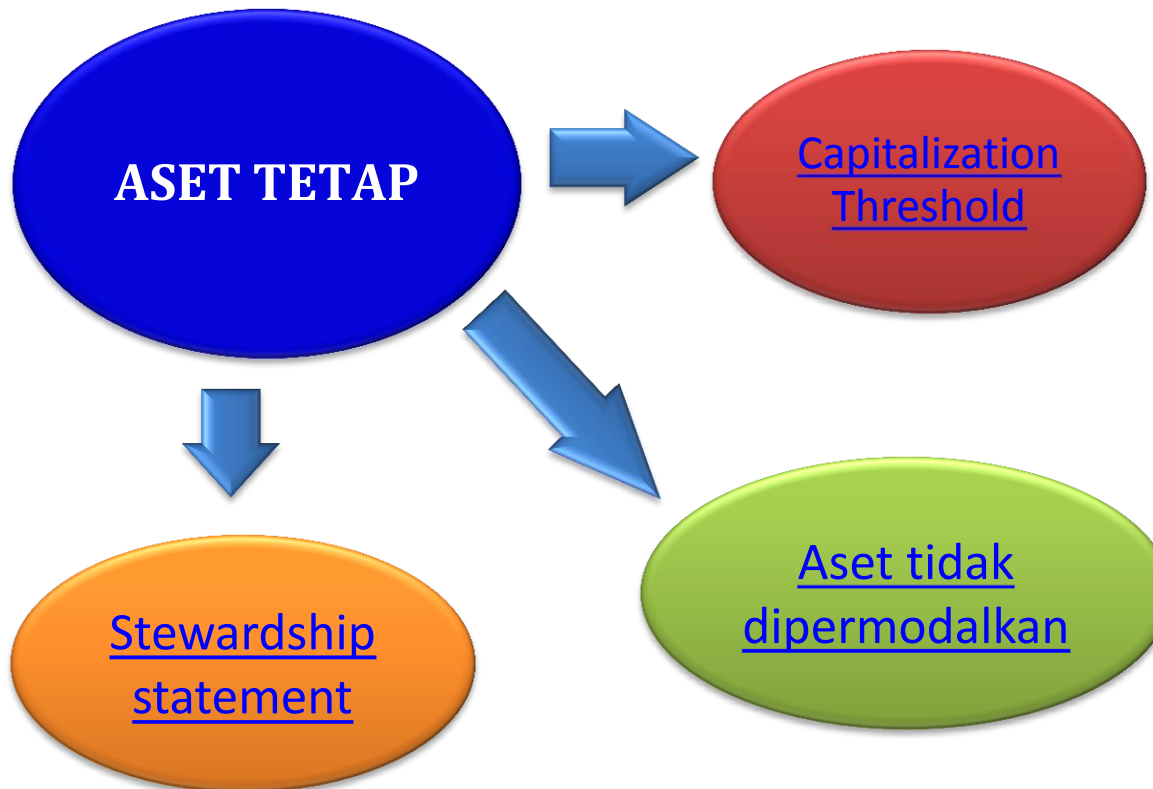 ASET TETAP
Capitalization
Threshold
Stewardship
statement
Aset tidak
dipermodalkan